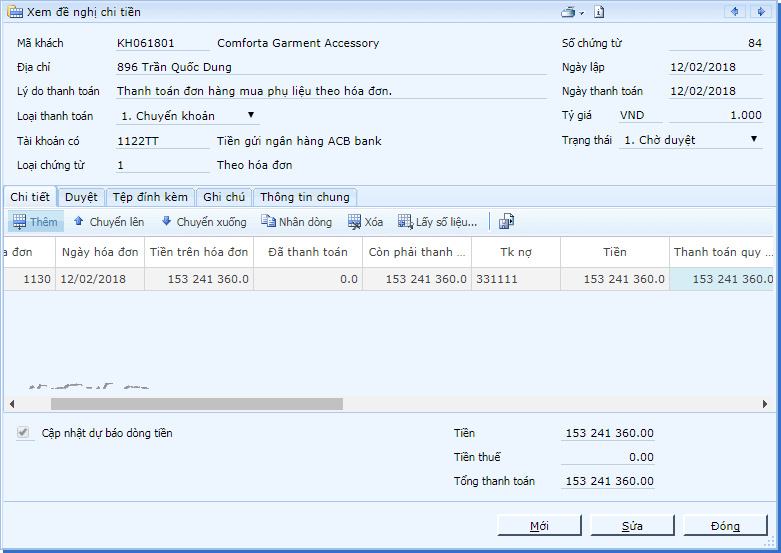 Xem đề nghị chi tiền
Mã khách KH061801 Comforta Garment Accessory Số chứng từ 84
Địa chỉ 896 Trần Quốc Dung Ngày lập 12/02/2018
Lý do thanh toán Thanh toán đơn hàng mua phụ liệu theo hóa đơn. Ngày thanh toán 12/02/2018
Loại thanh toán 1. Chuyển khoản Tỷ giá VND 1.000
Tài khoản có 1122TT Tiền gửi ngân hàng ACB bank Trạng thái 1. Chờ duyệt
Loại chứng từ 1 Theo hóa đơn
Chi tiết Duyệt Tệp đính kèm Ghi chú Thông tin chung
Thêm Chuyển lên Chuyển xuống Nhân dòng Xóa Lấy số liệu...
a đơn Ngày hóa đơn Tiền trên hóa đơn Đã thanh toán Còn phải thanh ... Tk nợ Tiền Thanh toán quy ...
1130 12/02/2018 153 241 360.0 0.0 153 241 360.0 331111 153 241 360.0 153 241 360.0
Cập nhật dự báo dòng tiền Tiền 153 241 360.00
Tiền thuế 0.00
Tổng thanh toán 153 241 360.00
Mới Sửa Đóng